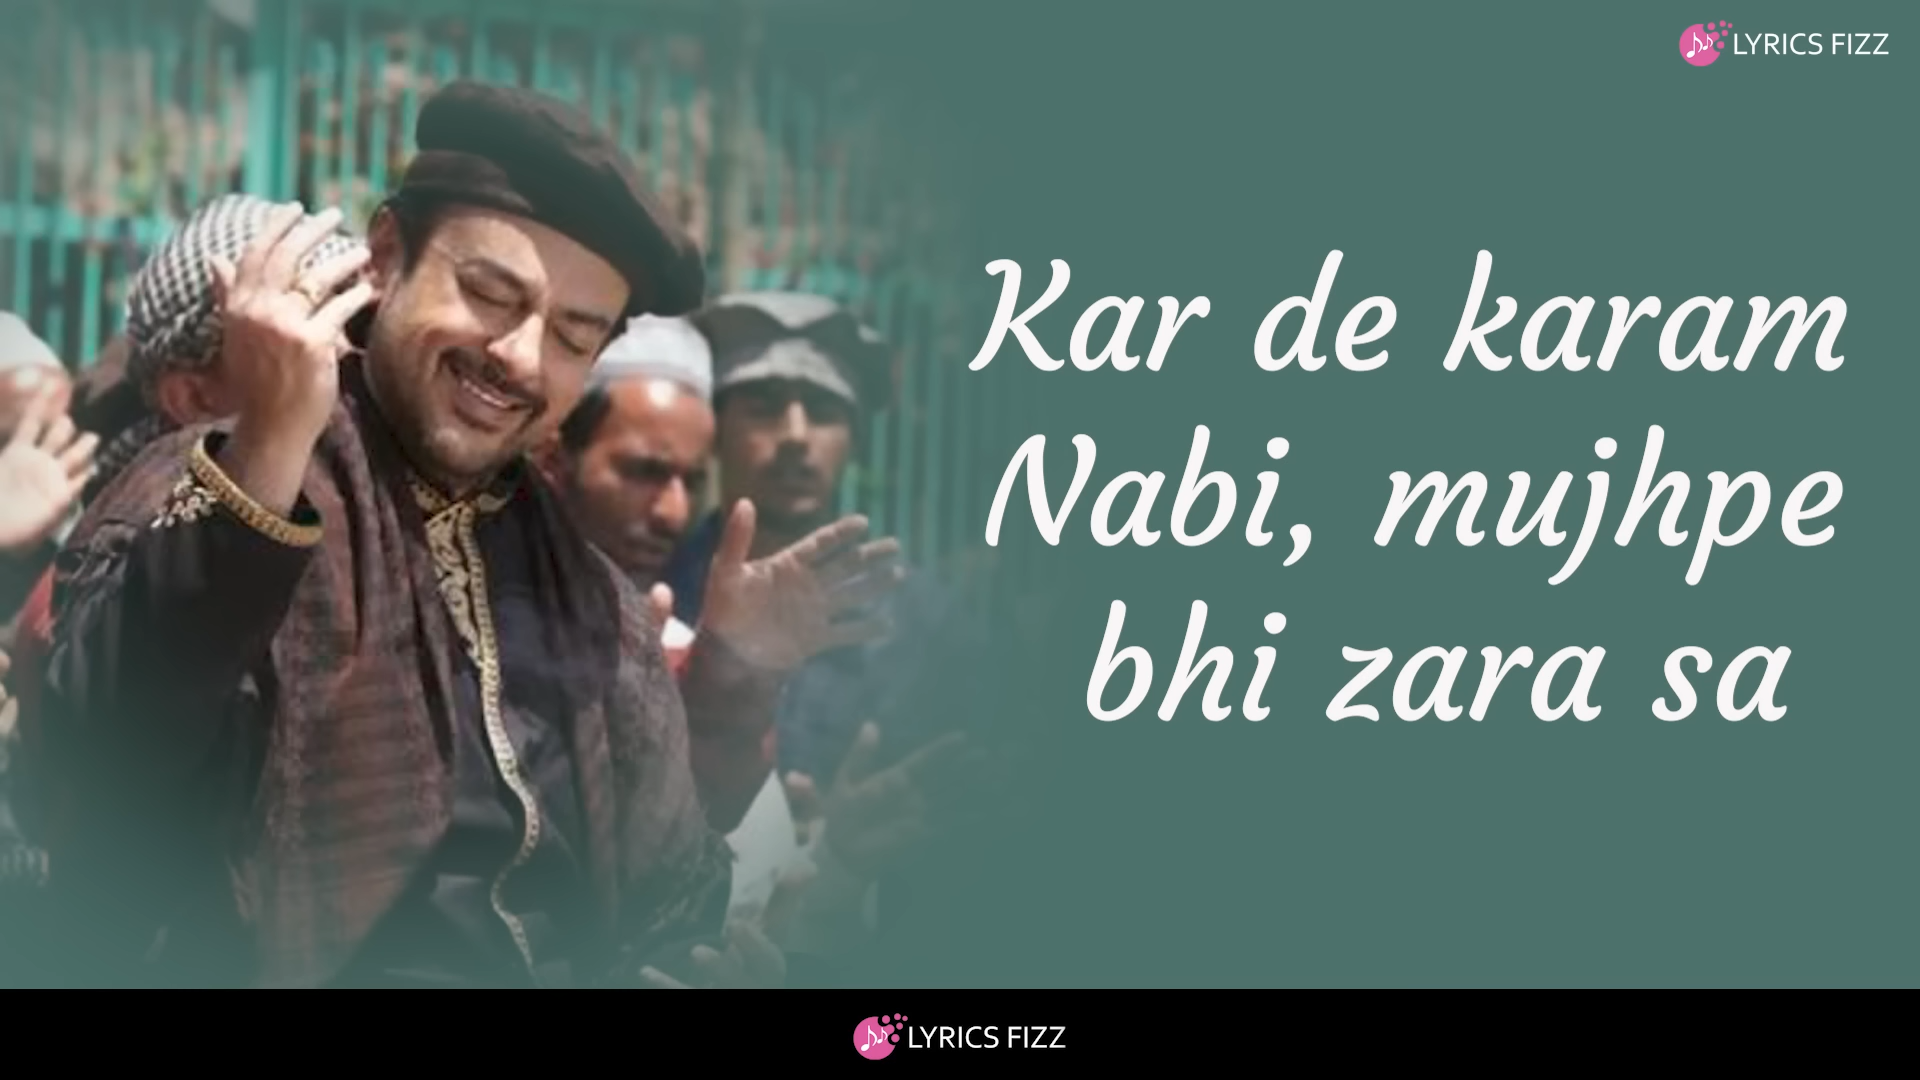 LYRICS FIZZ
Kar de karam
Nabi, mujhpe
bhi zara sa
LYRICS FIZZ